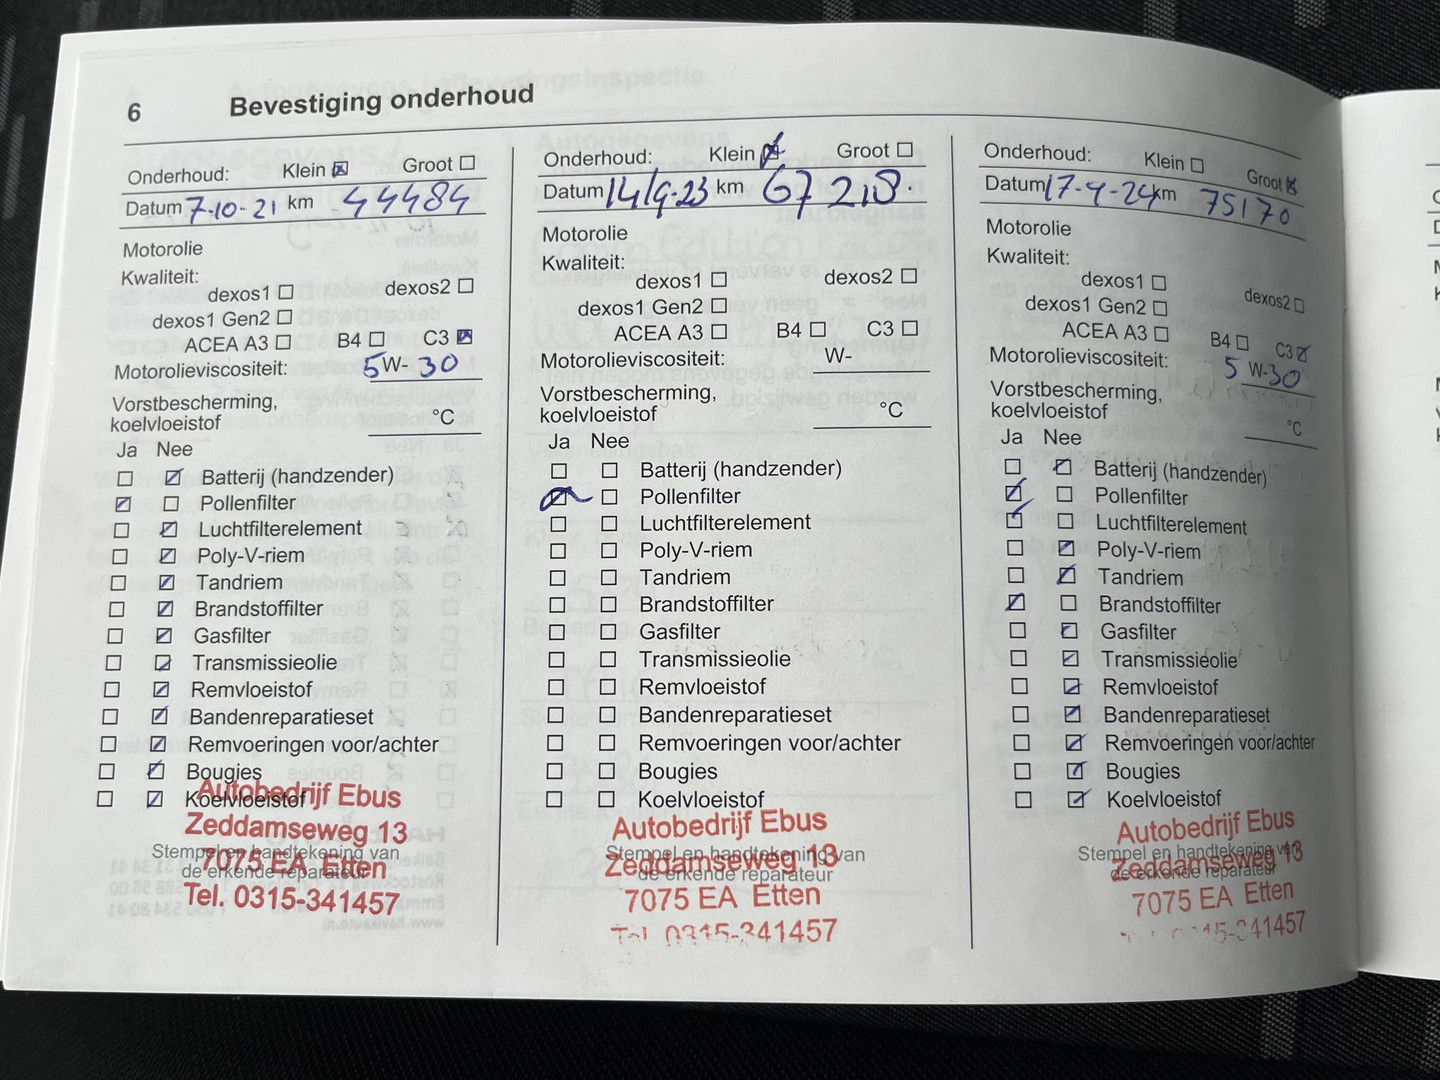 6 Bevestiging onderhoud
Onderhoud: Klein ☒ Groot ☐
Datum 7-10-21 km 44484
Motorolie
Kwaliteit:
dexos1 ☐ dexos2 ☐
dexos1 Gen2 ☐
ACEA A3 ☐ B4 ☐ C3 ☒
Motorolieviscositeit: 5 W- 30
Vorstbescherming,
koelvloeistof °C
Ja Nee
☐ ☒ Batterij (handzender)
☒ ☐ Pollenfilter
☐ ☒ Luchtfilterelement
☐ ☒ Poly-V-riem
☐ ☒ Tandriem
☐ ☒ Brandstoffilter
☐ ☒ Gasfilter
☐ ☒ Transmissieolie
☐ ☒ Remvloeistof
☐ ☒ Bandenreparatieset
☐ ☒ Remvoeringen voor/achter
☐ ☒ Bougies
☐ ☒ Koelvloeistof
Autobedrijf Ebus
Zeddamseweg 13
Stempel en handtekening van
7075 EA Etten
de erkende reparateur
Tel. 0315-341457
Onderhoud: Klein ☒ Groot ☐
Datum 14/9-23 km 67218.
Motorolie
Kwaliteit:
dexos1 ☐ dexos2 ☐
dexos1 Gen2 ☐
ACEA A3 ☐ B4 ☐ C3 ☐
Motorolieviscositeit: W-
Vorstbescherming,
koelvloeistof °C
Ja Nee
☐ ☐ Batterij (handzender)
☒ ☐ Pollenfilter
☐ ☐ Luchtfilterelement
☐ ☐ Poly-V-riem
☐ ☐ Tandriem
☐ ☐ Brandstoffilter
☐ ☐ Gasfilter
☐ ☐ Transmissieolie
☐ ☐ Remvloeistof
☐ ☐ Bandenreparatieset
☐ ☐ Remvoeringen voor/achter
☐ ☐ Bougies
☐ ☐ Koelvloeistof
Autobedrijf Ebus
Stempel en handtekening van
Zeddamseweg 13
de erkende reparateur
7075 EA Etten
Tel. 0315-341457
Onderhoud: Klein ☐ Groot ☒
Datum 17-4-24 km 75170
Motorolie
Kwaliteit:
dexos1 ☐ dexos2 ☐
dexos1 Gen2 ☐
ACEA A3 ☐ B4 ☐ C3 ☒
Motorolieviscositeit: 5 W-30
Vorstbescherming,
koelvloeistof °C
Ja Nee
☐ ☒ Batterij (handzender)
☒ ☐ Pollenfilter
☒ ☐ Luchtfilterelement
☐ ☒ Poly-V-riem
☐ ☒ Tandriem
☒ ☐ Brandstoffilter
☐ ☒ Gasfilter
☐ ☒ Transmissieolie
☐ ☒ Remvloeistof
☐ ☒ Bandenreparatieset
☐ ☒ Remvoeringen voor/achter
☐ ☒ Bougies
☐ ☒ Koelvloeistof
Autobedrijf Ebus
Stempel en handtekening van
Zeddamseweg 13
de erkende reparateur
7075 EA Etten
341457